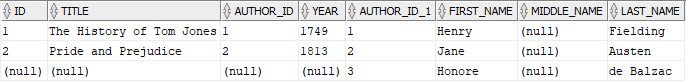 ID TITLE AUTHOR_ID YEAR AUTHOR_ID_1 FIRST_NAME MIDDLE_NAME LAST_NAME
1 The History of Tom Jones 1 1749 1 Henry (null) Fielding
2 Pride and Prejudice 2 1813 2 Jane (null) Austen
(null) (null) (null) (null) 3 Honore (null) de Balzac